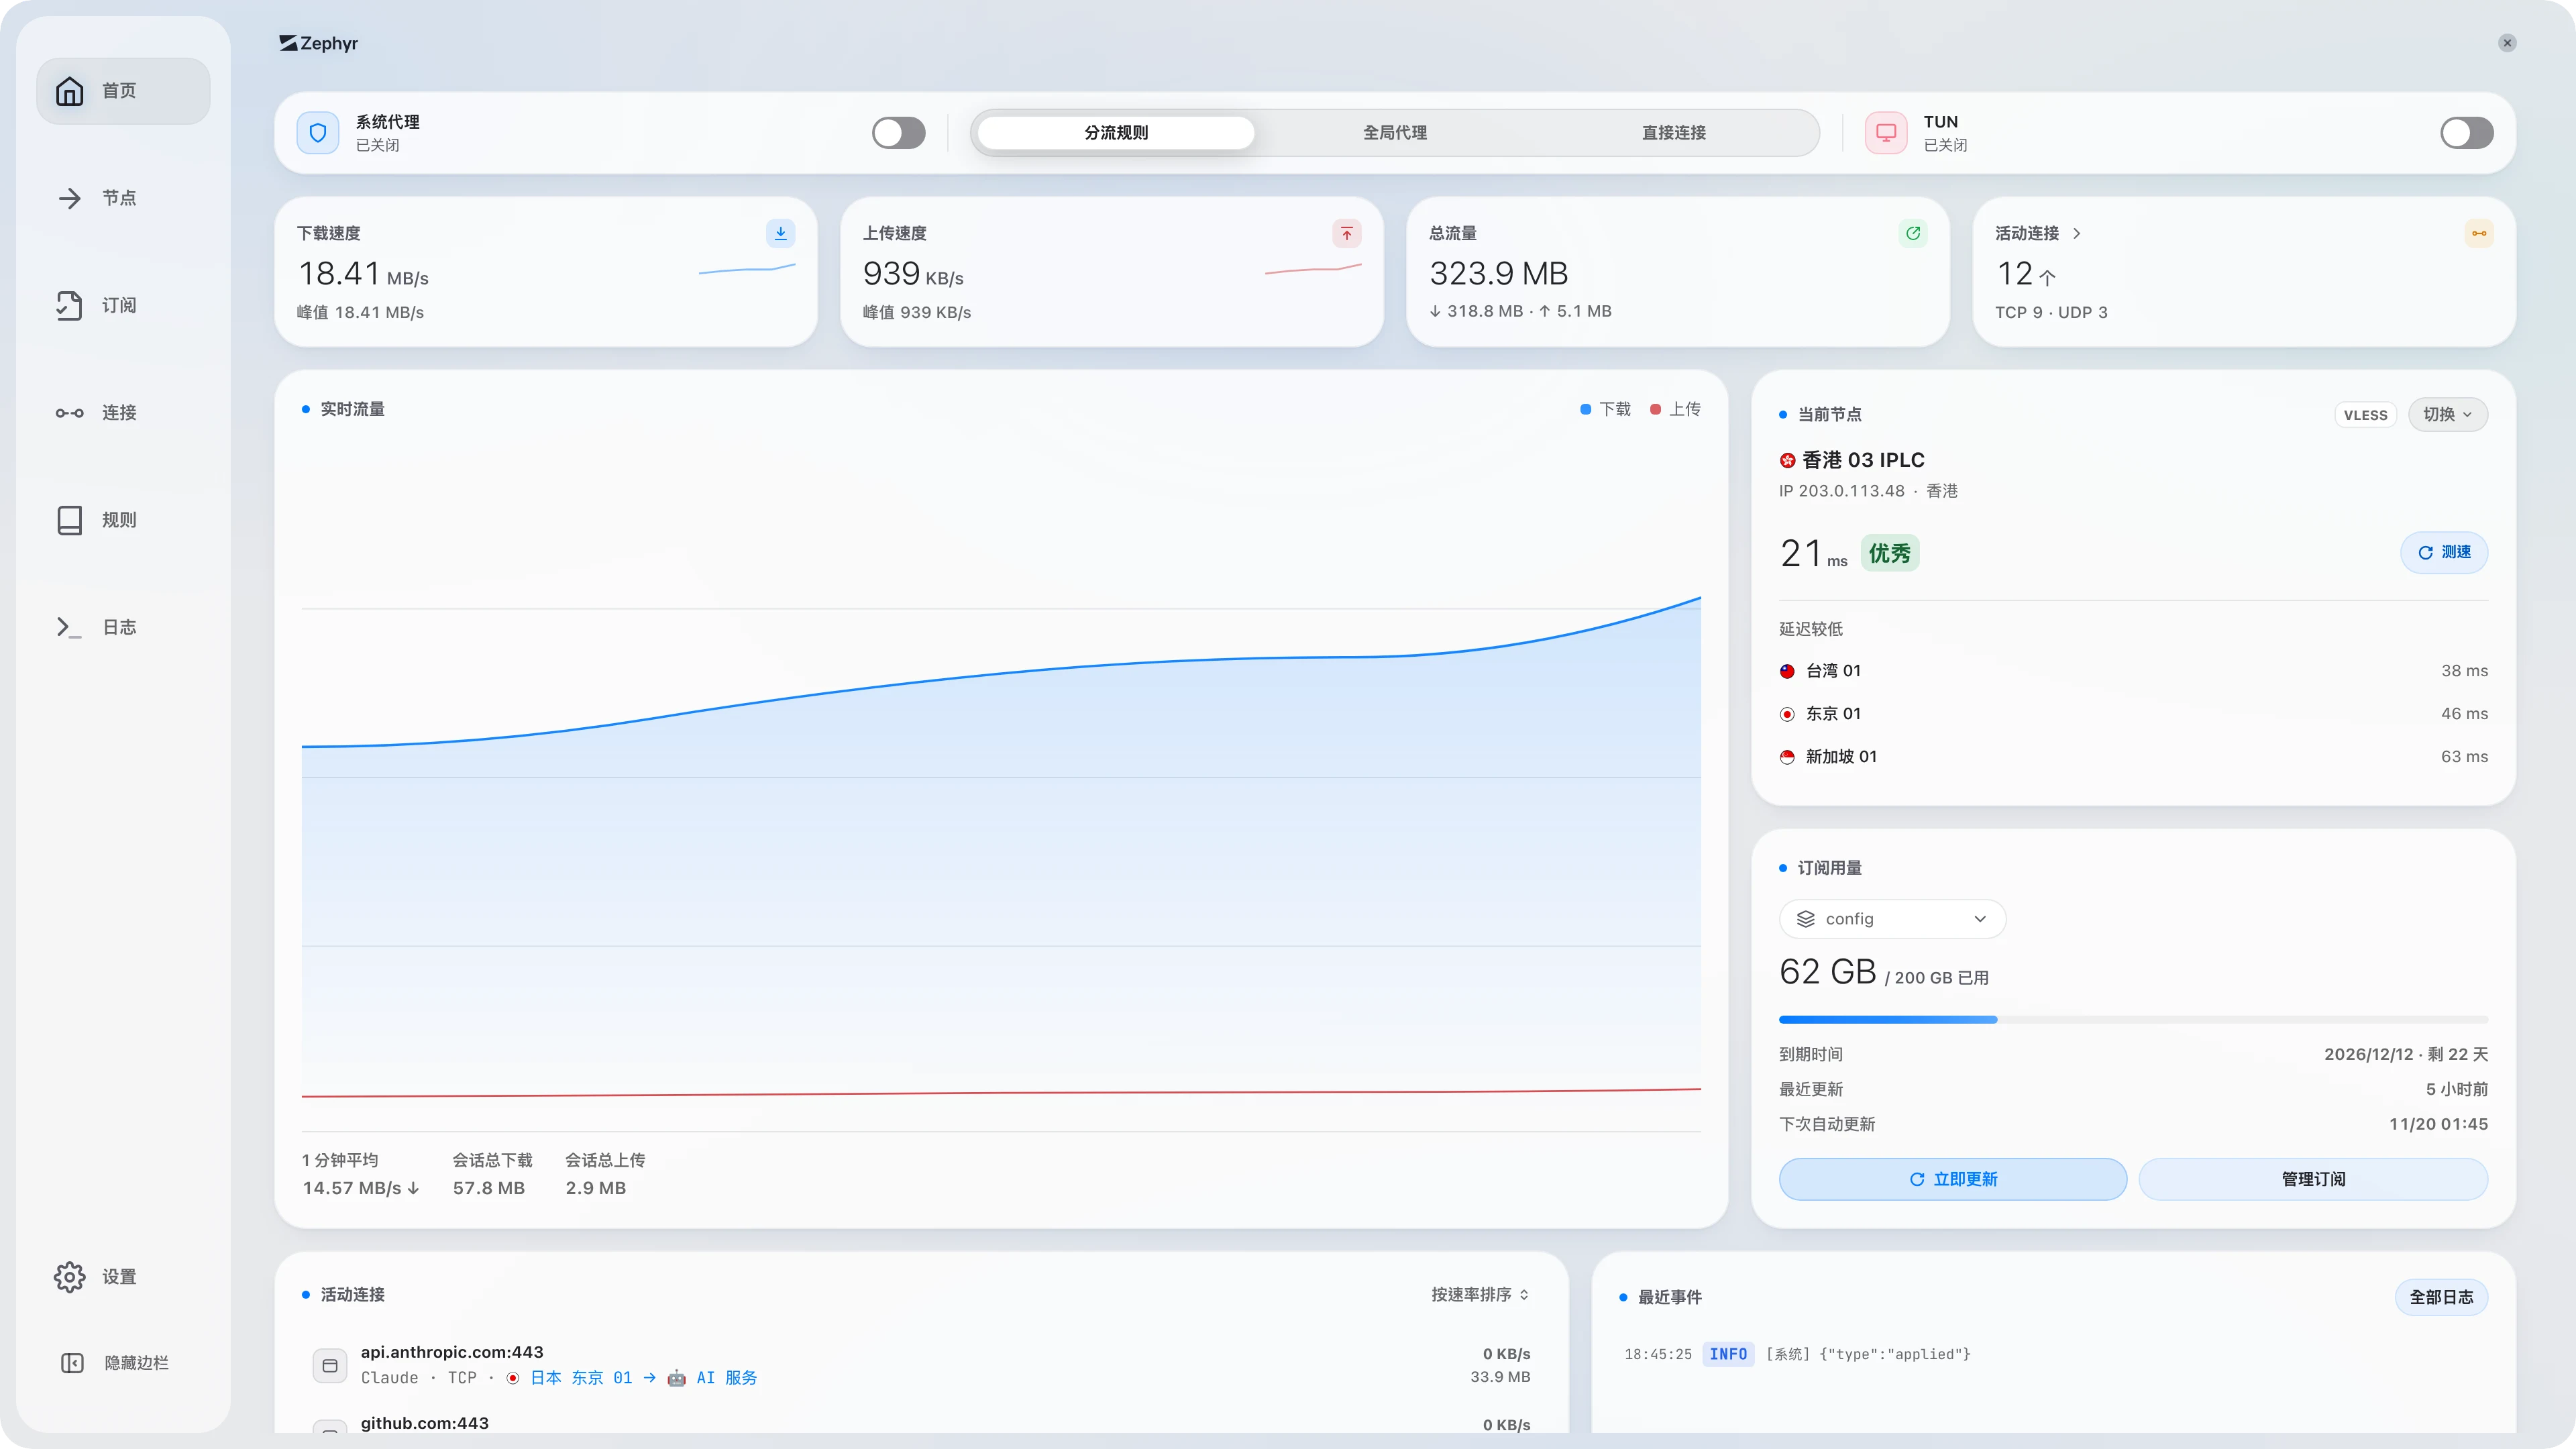 Zephyr
首页
节点
订阅
连接
规则
日志
设置
隐藏边栏
系统代理
已关闭
分流规则
全局代理
直接连接
TUN
已关闭
下载速度
18.41 MB/s
峰值 18.41 MB/s
上传速度
939 KB/s
峰值 939 KB/s
总流量
323.9 MB
↓ 318.8 MB · ↑ 5.1 MB
活动连接 >
12 个
TCP 9 · UDP 3
实时流量
下载
上传
1 分钟平均
14.57 MB/s ↓
会话总下载
57.8 MB
会话总上传
2.9 MB
当前节点
VLESS
切换
香港 03 IPLC
IP 203.0.113.48 · 香港
21 ms 优秀
测速
延迟较低
台湾 01 38 ms
东京 01 46 ms
新加坡 01 63 ms
订阅用量
config
62 GB / 200 GB 已用
到期时间 2026/12/12 · 剩 22 天
最近更新 5 小时前
下次自动更新 11/20 01:45
立即更新
管理订阅
活动连接
按速率排序
api.anthropic.com:443 0 KB/s
Claude · TCP · 日本 东京 01 → 🤖 AI 服务 33.9 MB
github.com:443 0 KB/s
最近事件
全部日志
18:45:25 INFO [系统] {"type":"applied"}